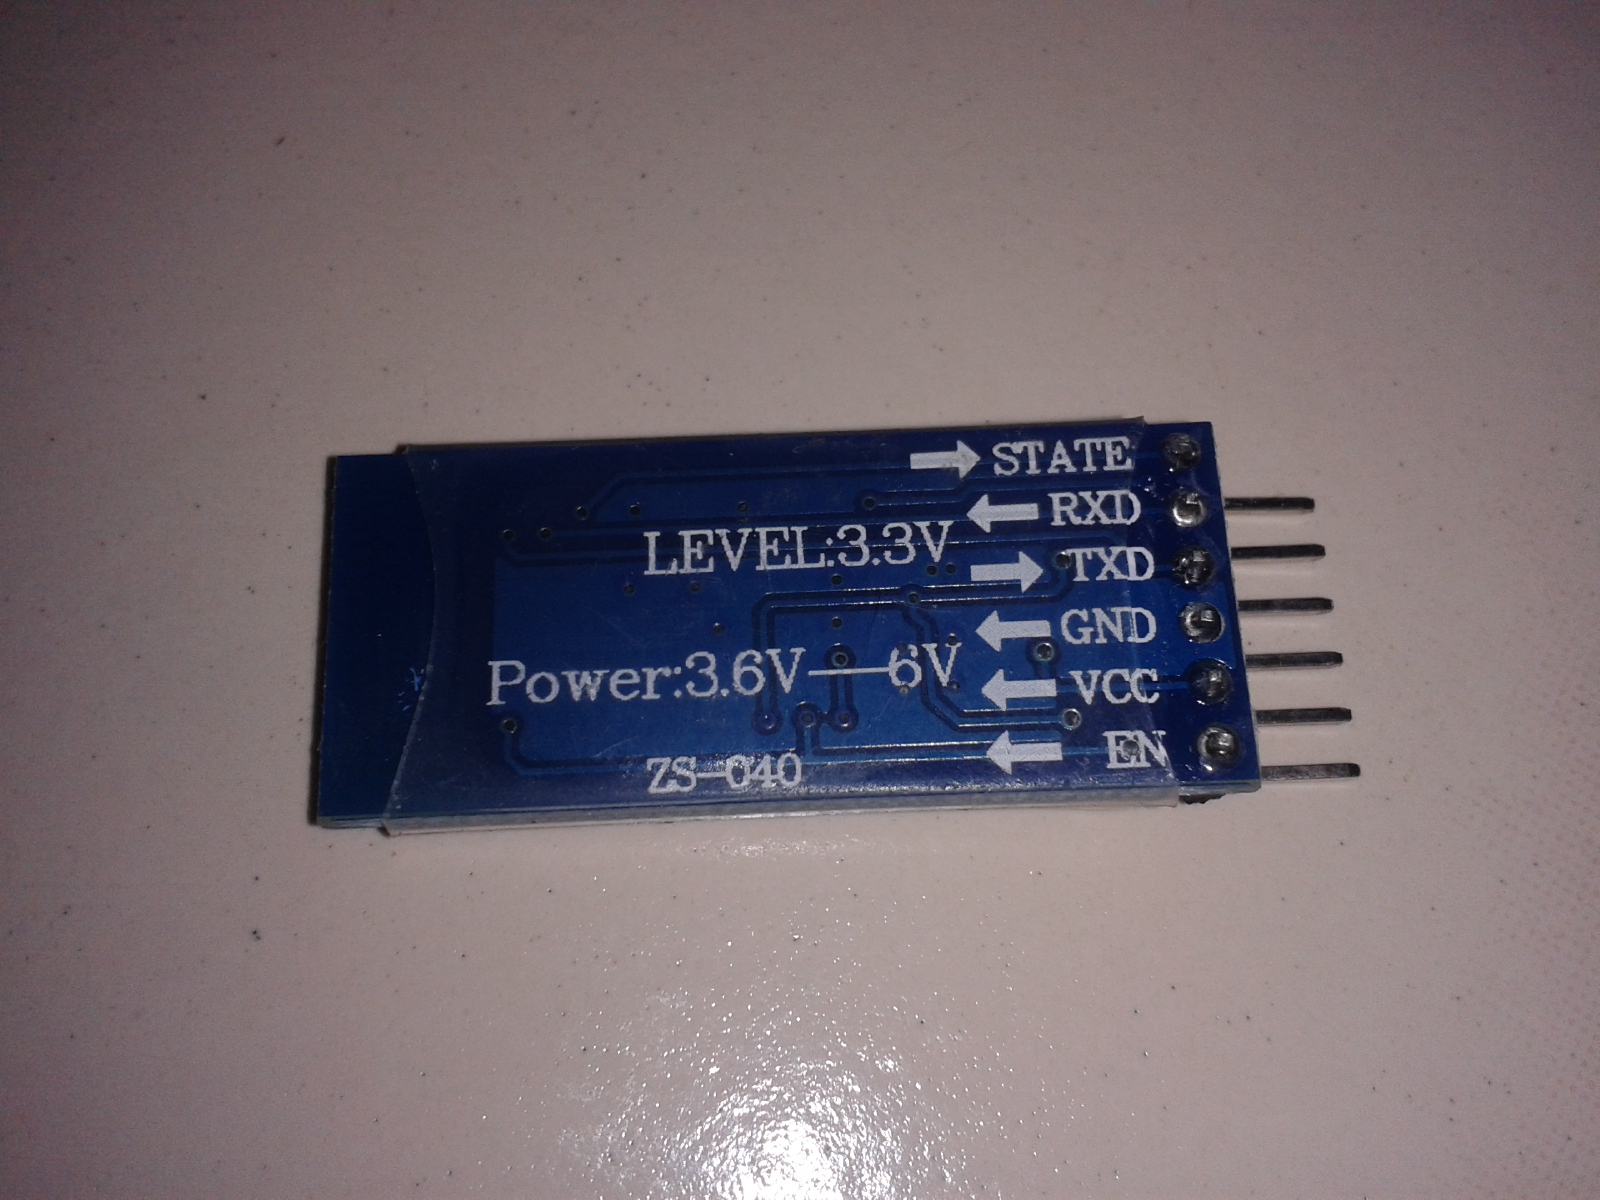 STATE
RXD
LEVEL:3.3V
TXD
GND
Power:3.6V—6V
VCC
EN
ZS-040